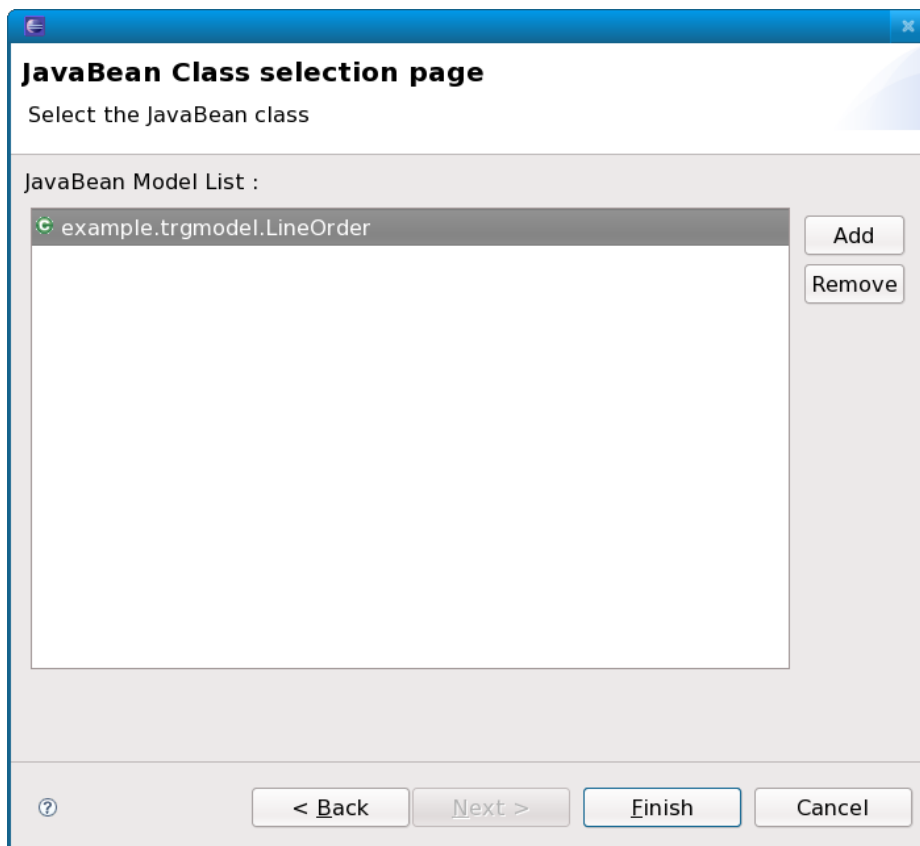 JavaBean Class selection page
Select the JavaBean class
JavaBean Model List :
example.trgmodel.LineOrder
Add
Remove
< Back
Next >
Finish
Cancel